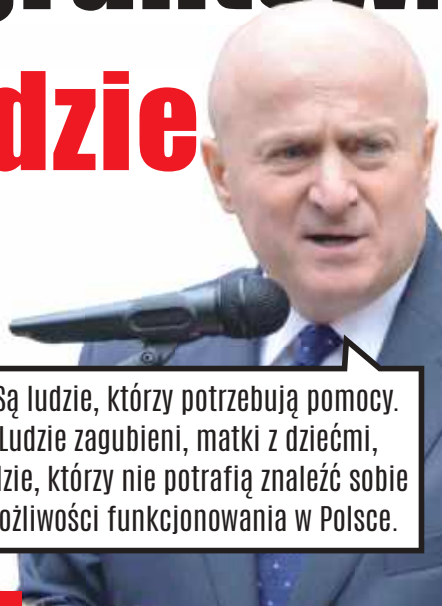 dzie
Są ludzie, którzy potrzebują pomocy.
Ludzie zagubieni, matki z dziećmi,
dzie, którzy nie potrafią znaleźć sobie
ożliwości funkcjonowania w Polsce.